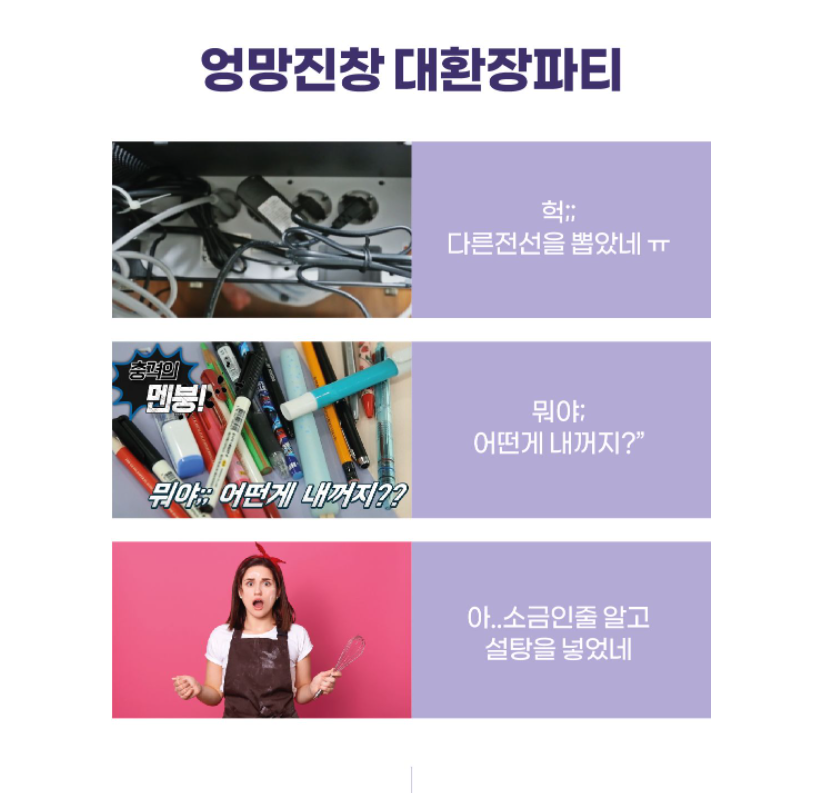 엉망진창 대환장파티
헉;;
다른전선을 뽑았네 ㅠ
충격의
멘붕!
뭐야;; 어떤게 내꺼지??
뭐야;
어떤게 내꺼지?”
아..소금인줄 알고
설탕을 넣었네